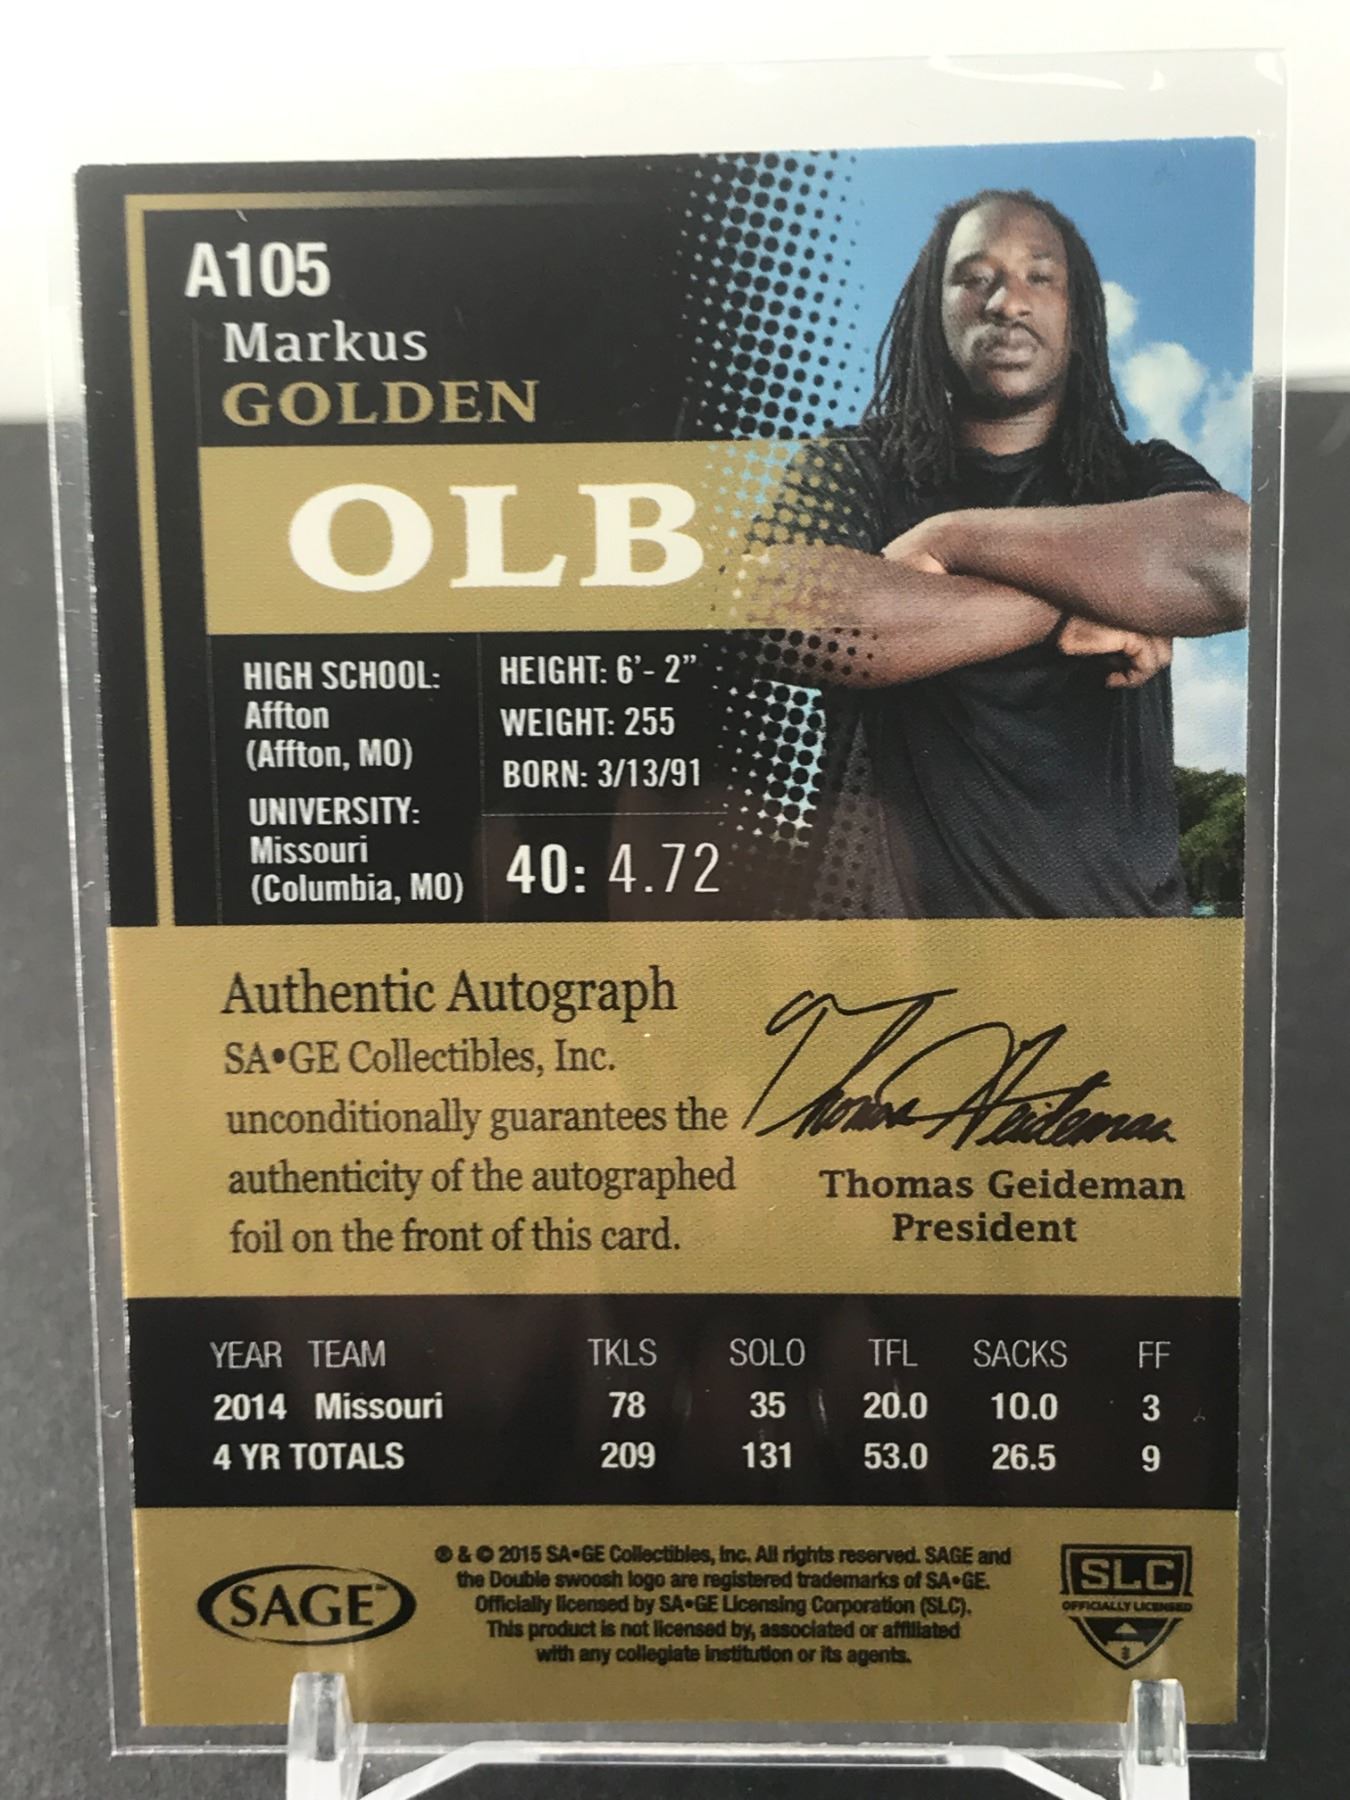 A105
Markus
GOLDEN
OLB
HIGH SCHOOL:
Affton
(Affton, MO)
UNIVERSITY:
Missouri
(Columbia, MO)
HEIGHT: 6'- 2"
WEIGHT: 255
BORN: 3/13/91
40: 4.72
Authentic Autograph
SA•GE Collectibles, Inc.
unconditionally guarantees the
authenticity of the autographed
foil on the front of this card.
Thomas Geideman
Thomas Geideman
President
YEAR TEAM TKLS SOLO TFL SACKS FF
2014 Missouri 78 35 20.0 10.0 3
4 YR TOTALS 209 131 53.0 26.5 9
SAGE™
® & © 2015 SA•GE Collectibles, Inc. All rights reserved. SAGE and
the Double swoosh logo are registered trademarks of SA•GE.
Officially licensed by SA•GE Licensing Corporation (SLC).
This product is not licensed by, associated or affiliated
with any collegiate institution or its agents.
SLC
OFFICIALLY LICENSED